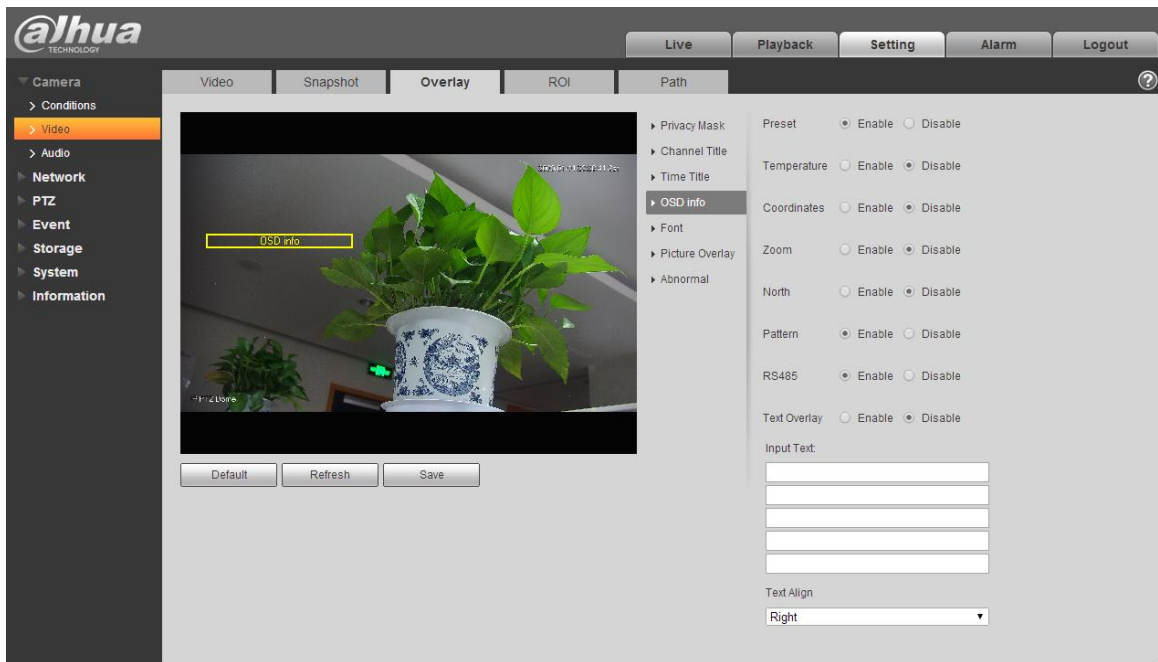 alhua
TECHNOLOGY
Live Playback Setting Alarm Logout
Camera
Conditions
Video
Audio
Network
PTZ
Event
Storage
System
Information
Video Snapshot Overlay ROI Path
OSD info
PTZ Dome
Default Refresh Save
Privacy Mask
Channel Title
Time Title
OSD info
Font
Picture Overlay
Abnormal
Preset Enable Disable
Temperature Enable Disable
Coordinates Enable Disable
Zoom Enable Disable
North Enable Disable
Pattern Enable Disable
RS485 Enable Disable
Text Overlay Enable Disable
Input Text:
Text Align
Right